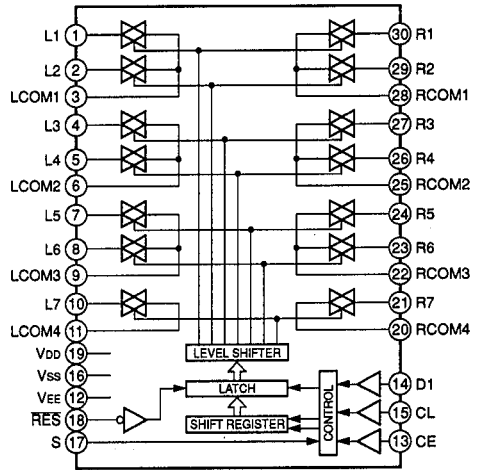 L1 1 30 R1
L2 2 29 R2
LCOM1 3 28 RCOM1
L3 4 27 R3
L4 5 26 R4
LCOM2 6 25 RCOM2
L5 7 24 R5
L6 8 23 R6
LCOM3 9 22 RCOM3
L7 10 21 R7
LCOM4 11 20 RCOM4
VDD 19 LEVEL SHIFTER
VSS 16 LATCH 14 D1
VEE 12 CONTROL 15 CL
RES 18 SHIFT REGISTER
S 17 13 CE